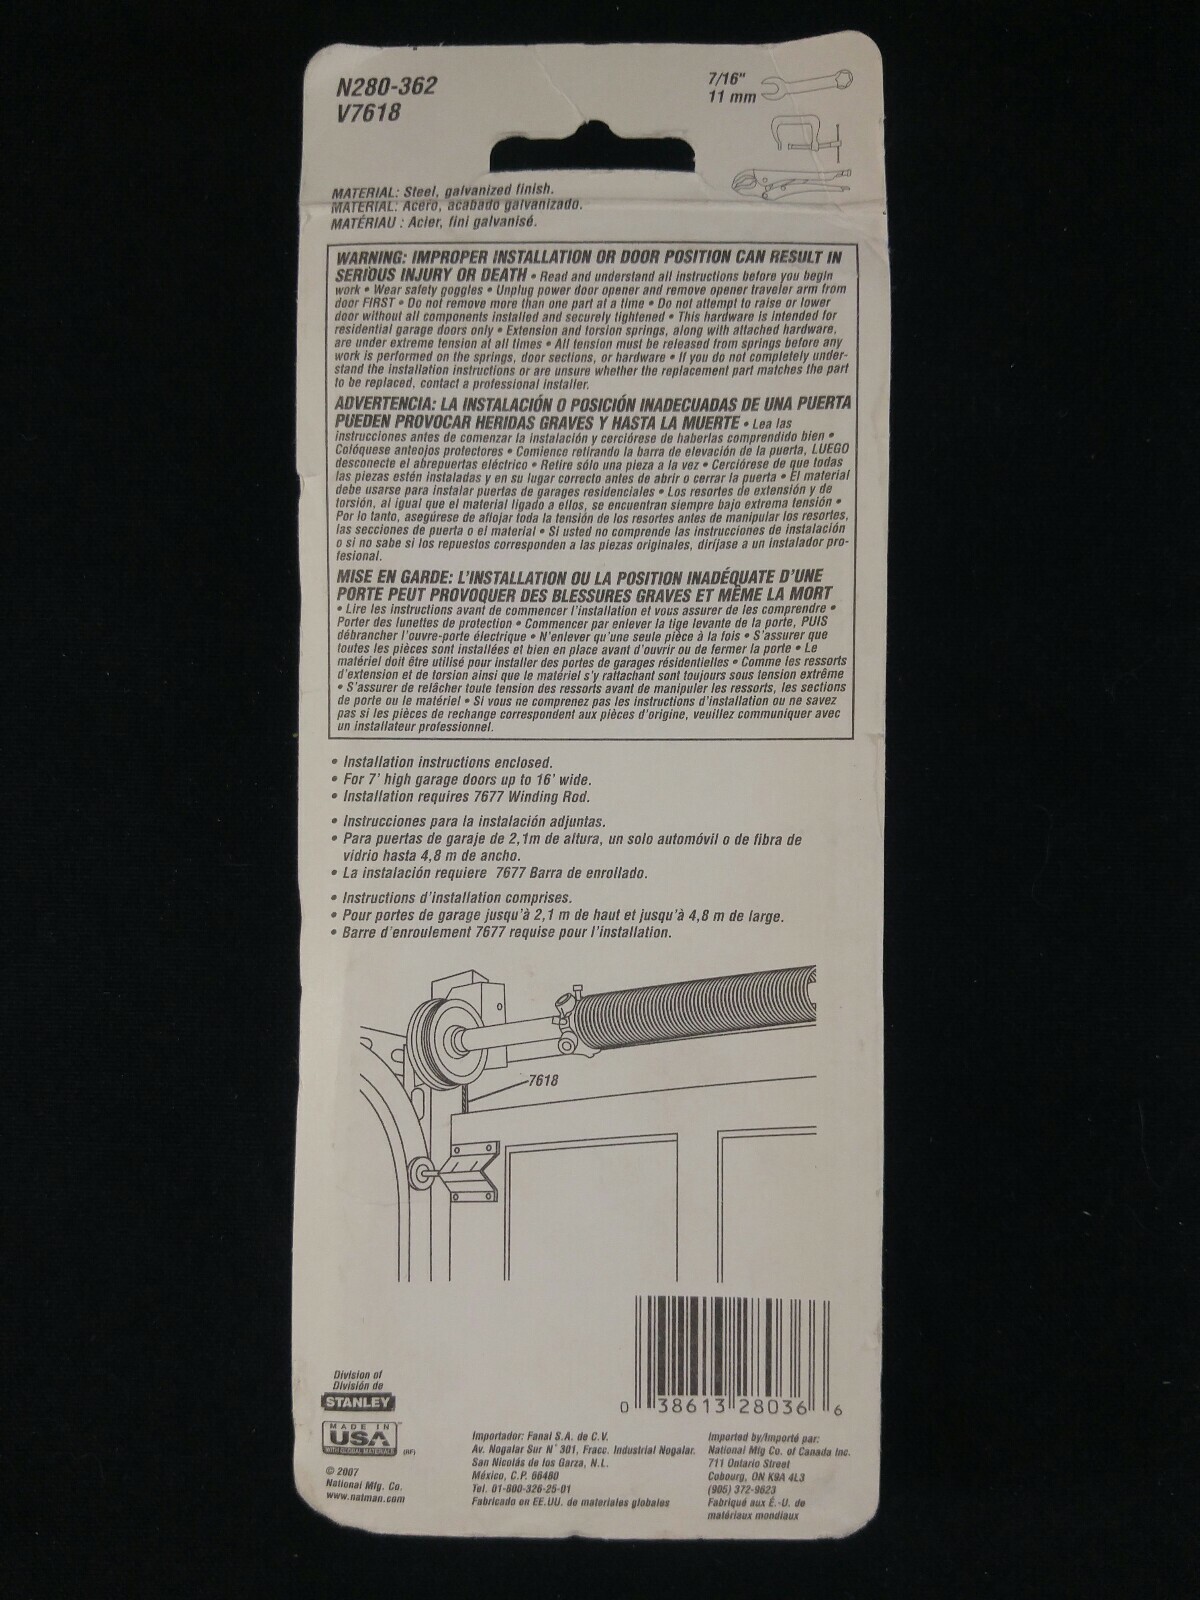 N280-362
V7618
7/16"
11 mm
MATERIAL: Steel, galvanized finish.
MATERIAL: Acero, acabado galvanizado.
MATÉRIAU : Acier, fini galvanisé.
WARNING: IMPROPER INSTALLATION OR DOOR POSITION CAN RESULT IN
SERIOUS INJURY OR DEATH • Read and understand all instructions before you begin
work • Wear safety goggles • Unplug power door opener and remove opener traveler arm from
door FIRST • Do not remove more than one part at a time • Do not attempt to raise or lower
door without all components installed and securely tightened • This hardware is intended for
residential garage doors only • Extension and torsion springs, along with attached hardware,
are under extreme tension at all times • All tension must be released from springs before any
work is performed on the springs, door sections, or hardware • If you do not completely under-
stand the installation instructions or are unsure whether the replacement part matches the part
to be replaced, contact a professional installer.
ADVERTENCIA: LA INSTALACIÓN O POSICIÓN INADECUADAS DE UNA PUERTA
PUEDEN PROVOCAR HERIDAS GRAVES Y HASTA LA MUERTE • Lea las
instrucciones antes de comenzar la instalación y cerciórese de haberlas comprendido bien •
Colóquese anteojos protectores • Comience retirando la barra de elevación de la puerta, LUEGO
desconecte el abrepuertas eléctrico • Retire sólo una pieza a la vez • Cerciórese de que todas
las piezas estén instaladas y en su lugar correcto antes de abrir o cerrar la puerta • El material
debe usarse para instalar puertas de garages residenciales • Los resortes de extensión y de
torsión, al igual que el material ligado a ellos, se encuentran siempre bajo extrema tensión •
Por lo tanto, asegúrese de aflojar toda la tensión de los resortes antes de manipular los resortes,
las secciones de puerta o el material • Si usted no comprende las instrucciones de instalación
o si no sabe si los repuestos corresponden a las piezas originales, diríjase a un instalador pro-
fesional.
MISE EN GARDE: L'INSTALLATION OU LA POSITION INADÉQUATE D'UNE
PORTE PEUT PROVOQUER DES BLESSURES GRAVES ET MÊME LA MORT
• Lire les instructions avant de commencer l'installation et vous assurer de les comprendre •
Porter des lunettes de protection • Commencer par enlever la tige levante de la porte, PUIS
débrancher l'ouvre-porte électrique • N'enlever qu'une seule pièce à la fois • S'assurer que
toutes les pièces sont installées et bien en place avant d'ouvrir ou de fermer la porte • Le
matériel doit être utilisé pour installer des portes de garages résidentielles • Comme les ressorts
d'extension et de torsion ainsi que le matériel s'y rattachant sont toujours sous tension extrême
• S'assurer de relâcher toute tension des ressorts avant de manipuler les ressorts, les sections
de porte ou le matériel • Si vous ne comprenez pas les instructions d'installation ou ne savez
pas si les pièces de rechange correspondent aux pièces d'origine, veuillez communiquer avec
un installateur professionnel.
• Installation instructions enclosed.
• For 7' high garage doors up to 16' wide.
• Installation requires 7677 Winding Rod.
• Instrucciones para la instalación adjuntas.
• Para puertas de garaje de 2,1m de altura, un solo automóvil o de fibra de
vidrio hasta 4,8 m de ancho.
• La instalación requiere 7677 Barra de enrollado.
• Instructions d'installation comprises.
• Pour portes de garage jusqu'à 2,1 m de haut et jusqu'à 4,8 m de large.
• Barre d'enroulement 7677 requise pour l'installation.
7618
0 38613 28036 6
Division of
División de
STANLEY
MADE IN
USA
WITH GLOBAL MATERIALS
(RF)
© 2007
National Mfg. Co.
www.natman.com
Importador: Fanal S.A. de C.V.
Av. Nogalar Sur N° 301, Fracc. Industrial Nogalar.
San Nicolás de los Garza, N.L.
México, C.P. 66480
Tel. 01-800-326-25-01
Fabricado en EE.UU. de materiales globales
Imported by/Importé par:
National Mfg Co. of Canada Inc.
711 Ontario Street
Cobourg, ON K9A 4L3
(905) 372-9623
Fabriqué aux É.-U. de
matériaux mondiaux